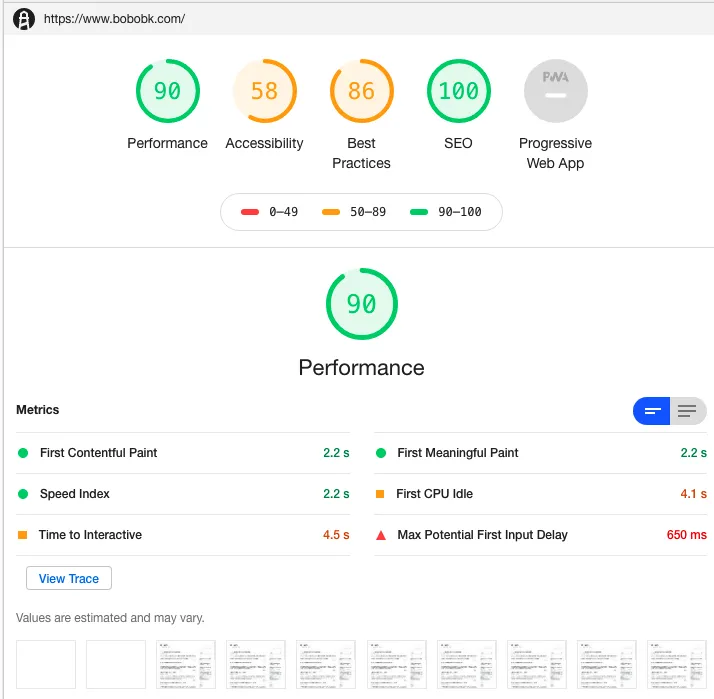 https://www.bobobk.com/
90
58
86
100
PWA
Performance
Accessibility
Best
Practices
SEO
Progressive
Web App
0–49
50–89
90–100
90
Performance
Metrics
First Contentful Paint 2.2 s
First Meaningful Paint 2.2 s
Speed Index 2.2 s
First CPU Idle 4.1 s
Time to Interactive 4.5 s
Max Potential First Input Delay 650 ms
View Trace
Values are estimated and may vary.